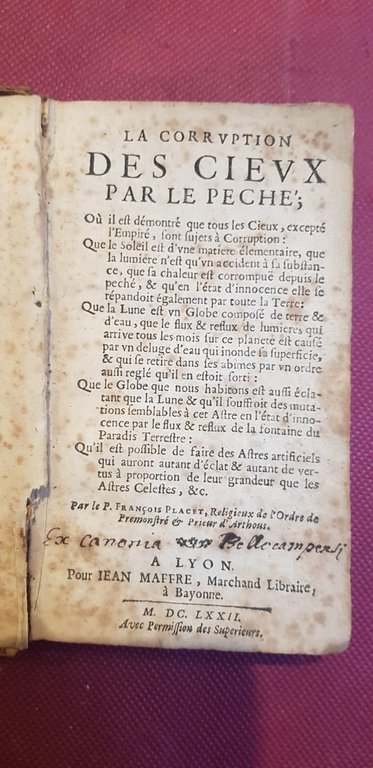 LA CORRVPTION
DES CIEVX
PAR LE PECHE';
Où il est démontré que tous les Cieux, excepté
l'Empiré, sont sujets à Corruption:
Que le Soleil est d'vne matiere élementaire, que
la lumiere n'est qu'vn accident à sa substan-
ce, que sa chaleur est corrompuë depuis le
peché, & qu'en l'état d'innocence elle se
répandoit également par toute la Terre:
Que la Lune est vn Globe composé de terre &
d'eau, que le flux & reflux de lumieres qui
arrive tous les mois sur ce planete est causé
par vn deluge d'eau qui inonde sa superficie,
& qui se retire dans ses abimes par vn ordre
aussi reglé qu'il en estoit sorti:
Que le Globe que nous habitons est aussi écla-
tant que la Lune & qu'il souffroit des muta-
tions semblables à cet Astre en l'état d'inno-
cence par le flux & reflux de la fontaine du
Paradis Terrestre:
Qu'il est possible de faire des Astres artificiels
qui auront autant d'éclat & autant de ver-
tus à proportion de leur grandeur que les
Astres Celestes, &c.
Par le P. FRANÇOIS PLACET, Religieux de l'Ordre de
Premonstré & Prieur d'Arthous.
Ex canonia Bellocampensi
A LYON.
Pour IEAN MAFFRE, Marchand Libraire,
à Bayonne.
M. DC. LXXII.
Avec Permission des Superieurs.